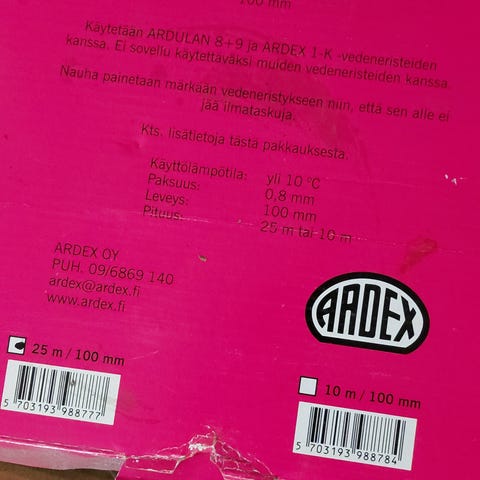 100 mm
Käytetään ARDULAN 8+9 ja ARDEX 1-K -vedeneristeiden
kanssa. Ei sovellu käytettäväksi muiden vedeneristeiden kanssa.
Nauha painetaan märkään vedeneristykseen niin, että sen alle ei
jää ilmataskuja.
Kts. lisätietoja tästä pakkauksesta.
Käyttölämpötila: yli 10 °C
Paksuus: 0,8 mm
Leveys: 100 mm
Pituus: 25 m tai 10 m
ARDEX OY
PUH. 09/6869 140
ardex@ardex.fi
www.ardex.fi
ARDEX
25 m / 100 mm
5 703193 988777
10 m / 100 mm
5 703193 988784